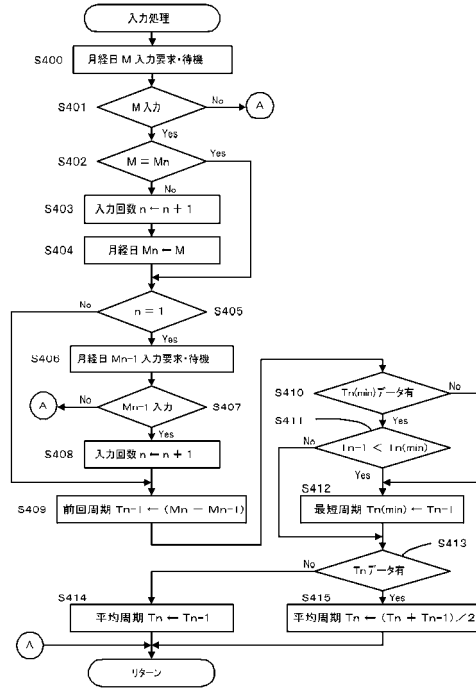 入力処理
S400
月経日 M 入力要求・待機
S401
M 入力
No
A
Yes
S402
M = Mn
Yes
No
S403
入力回数 n ← n + 1
S404
月経日 Mn ← M
No
n = 1
S405
Yes
S406
月経日 Mn-1 入力要求・待機
A
No
Mn-1 入力
S407
Yes
S408
入力回数 n ← n + 1
S409
前回周期 Tn-1 ← (Mn − Mn-1)
S410
Tn(min)データ有
No
Yes
S411
No
Tn-1 < Tn(min)
Yes
S412
最短周期 Tn(min) ← Tn-1
S413
No
Tnデータ有
Yes
S414
平均周期 Tn ← Tn-1
S415
平均周期 Tn ← (Tn + Tn-1)/2
A
リターン